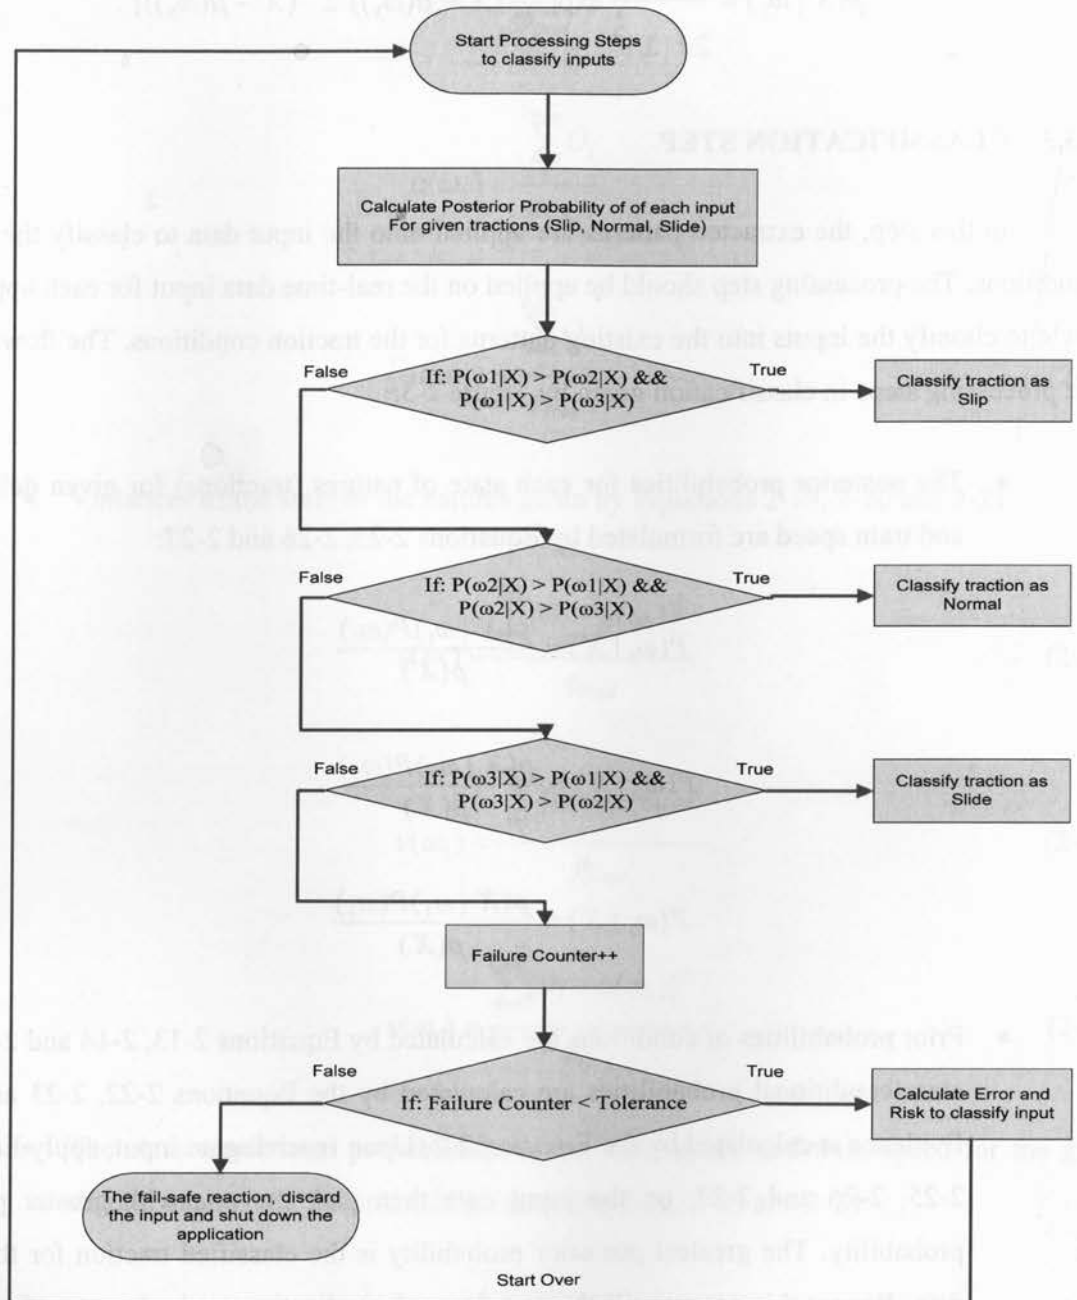 Start Processing Steps
to classify inputs
Calculate Posterior Probability of of each input
For given tractions (Slip, Normal, Slide)
False
If: P(ω1|X) > P(ω2|X) &&
P(ω1|X) > P(ω3|X)
True
Classify traction as
Slip
False
If: P(ω2|X) > P(ω1|X) &&
P(ω2|X) > P(ω3|X)
True
Classify traction as
Normal
False
If: P(ω3|X) > P(ω1|X) &&
P(ω3|X) > P(ω2|X)
True
Classify traction as
Slide
Failure Counter++
False
If: Failure Counter < Tolerance
True
Calculate Error and
Risk to classify input
The fail-safe reaction, discard
the input and shut down the
application
Start Over